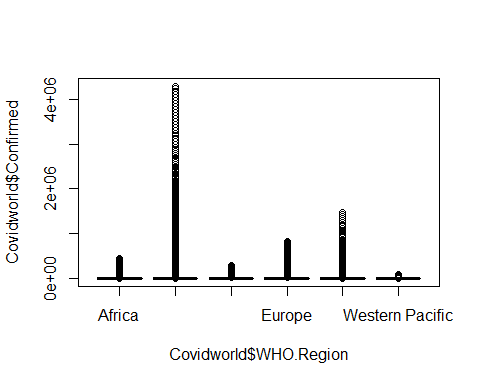 Covidworld$Confirmed
4e+06
2e+06
0e+00
Africa Europe Western Pacific
Covidworld$WHO.Region